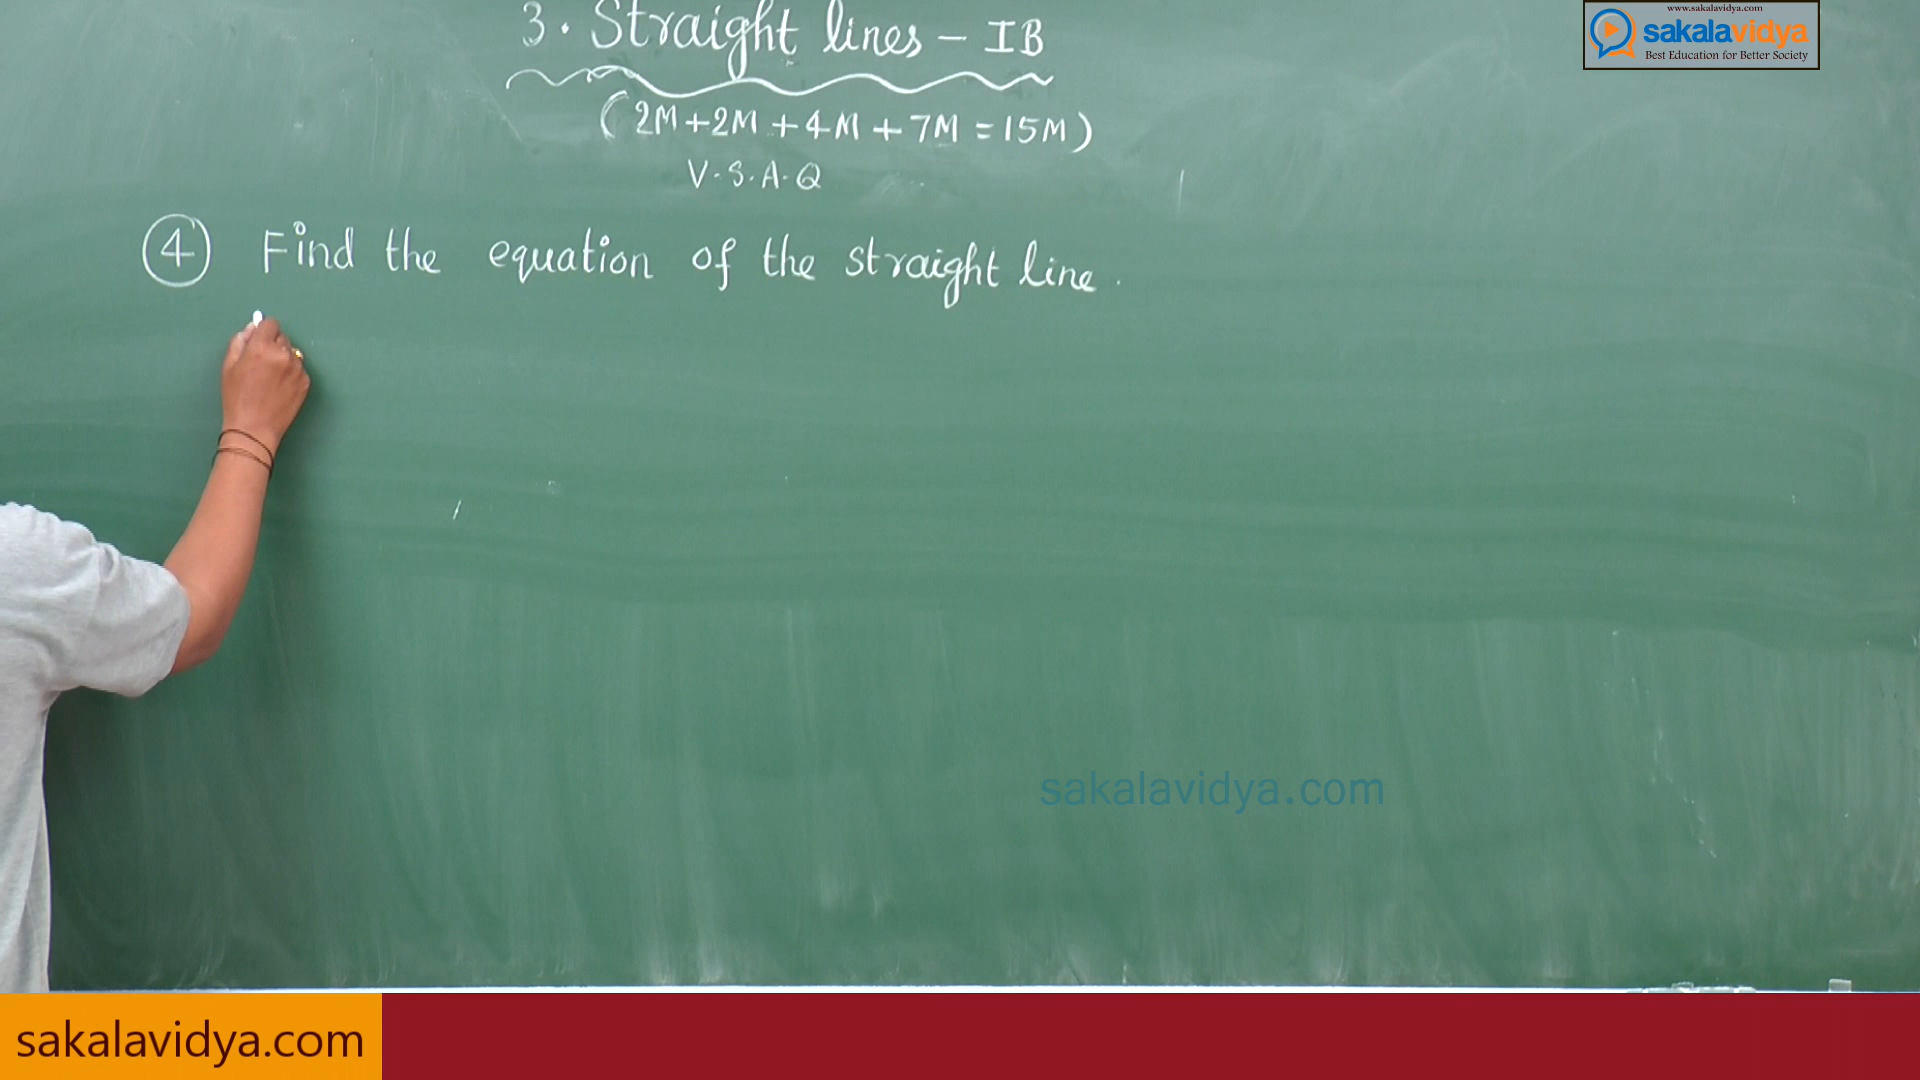 www.sakalavidya.com
sakalavidya
Best Education for Better Society
3. Straight lines - IB
(2M+2M+4M+7M=15M)
V.S.A.Q
4 Find the equation of the straight line.
sakalavidya.com
sakalavidya.com